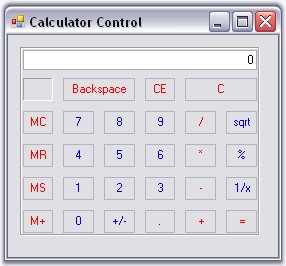 Calculator Control
0
Backspace CE C
MC 7 8 9 / sqrt
MR 4 5 6 * %
MS 1 2 3 - 1/x
M+ 0 +/- . + =